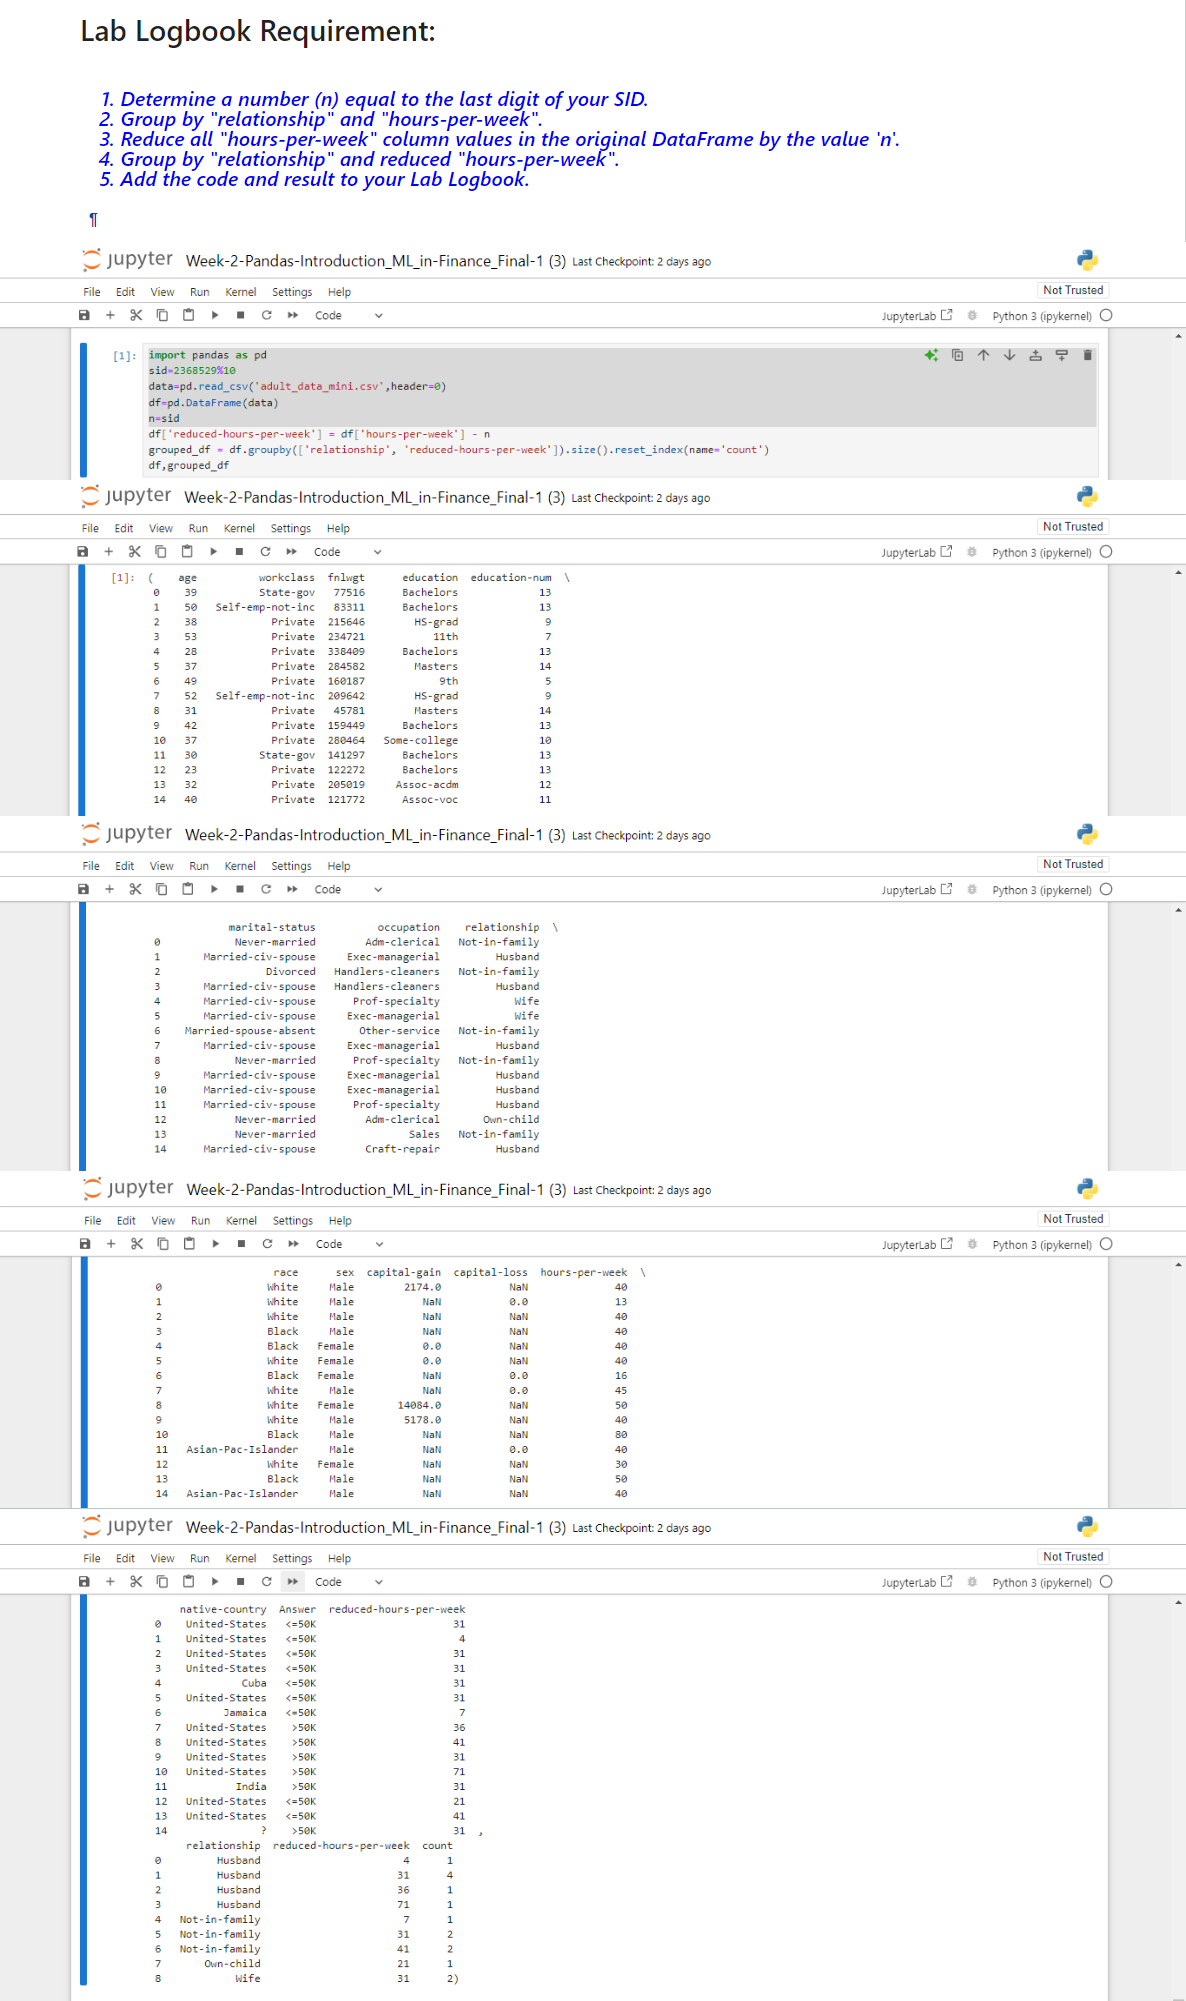 Lab Logbook Requirement:
1. Determine a number (n) equal to the last digit of your SID.
2. Group by "relationship" and "hours-per-week".
3. Reduce all "hours-per-week" column values in the original DataFrame by the value 'n'.
4. Group by "relationship" and reduced "hours-per-week".
5. Add the code and result to your Lab Logbook.
¶
jupyter Week-2-Pandas-Introduction_ML_in-Finance_Final-1 (3) Last Checkpoint: 2 days ago
File Edit View Run Kernel Settings Help Not Trusted
Code JupyterLab Python 3 (ipykernel)
[1]: import pandas as pd
sid=2368529%10
data=pd.read_csv('adult_data_mini.csv',header=0)
df=pd.DataFrame(data)
n=sid
df['reduced-hours-per-week'] = df['hours-per-week'] - n
grouped_df = df.groupby(['relationship', 'reduced-hours-per-week']).size().reset_index(name='count')
df,grouped_df
jupyter Week-2-Pandas-Introduction_ML_in-Finance_Final-1 (3) Last Checkpoint: 2 days ago
File Edit View Run Kernel Settings Help Not Trusted
Code JupyterLab Python 3 (ipykernel)
[1]: ( age workclass fnlwgt education education-num \
0 39 State-gov 77516 Bachelors 13
1 50 Self-emp-not-inc 83311 Bachelors 13
2 38 Private 215646 HS-grad 9
3 53 Private 234721 11th 7
4 28 Private 338409 Bachelors 13
5 37 Private 284582 Masters 14
6 49 Private 160187 9th 5
7 52 Self-emp-not-inc 209642 HS-grad 9
8 31 Private 45781 Masters 14
9 42 Private 159449 Bachelors 13
10 37 Private 280464 Some-college 10
11 30 State-gov 141297 Bachelors 13
12 23 Private 122272 Bachelors 13
13 32 Private 205019 Assoc-acdm 12
14 40 Private 121772 Assoc-voc 11
jupyter Week-2-Pandas-Introduction_ML_in-Finance_Final-1 (3) Last Checkpoint: 2 days ago
File Edit View Run Kernel Settings Help Not Trusted
Code JupyterLab Python 3 (ipykernel)
marital-status occupation relationship \
0 Never-married Adm-clerical Not-in-family
1 Married-civ-spouse Exec-managerial Husband
2 Divorced Handlers-cleaners Not-in-family
3 Married-civ-spouse Handlers-cleaners Husband
4 Married-civ-spouse Prof-specialty Wife
5 Married-civ-spouse Exec-managerial Wife
6 Married-spouse-absent Other-service Not-in-family
7 Married-civ-spouse Exec-managerial Husband
8 Never-married Prof-specialty Not-in-family
9 Married-civ-spouse Exec-managerial Husband
10 Married-civ-spouse Exec-managerial Husband
11 Married-civ-spouse Prof-specialty Husband
12 Never-married Adm-clerical Own-child
13 Never-married Sales Not-in-family
14 Married-civ-spouse Craft-repair Husband
jupyter Week-2-Pandas-Introduction_ML_in-Finance_Final-1 (3) Last Checkpoint: 2 days ago
File Edit View Run Kernel Settings Help Not Trusted
Code JupyterLab Python 3 (ipykernel)
race sex capital-gain capital-loss hours-per-week \
0 White Male 2174.0 NaN 40
1 White Male NaN 0.0 13
2 White Male NaN NaN 40
3 Black Male NaN NaN 40
4 Black Female 0.0 NaN 40
5 White Female 0.0 NaN 40
6 Black Female NaN 0.0 16
7 White Male NaN 0.0 45
8 White Female 14084.0 NaN 50
9 White Male 5178.0 NaN 40
10 Black Male NaN NaN 80
11 Asian-Pac-Islander Male NaN 0.0 40
12 White Female NaN NaN 30
13 Black Male NaN NaN 50
14 Asian-Pac-Islander Male NaN NaN 40
jupyter Week-2-Pandas-Introduction_ML_in-Finance_Final-1 (3) Last Checkpoint: 2 days ago
File Edit View Run Kernel Settings Help Not Trusted
Code JupyterLab Python 3 (ipykernel)
native-country Answer reduced-hours-per-week
0 United-States <=50K 31
1 United-States <=50K 4
2 United-States <=50K 31
3 United-States <=50K 31
4 Cuba <=50K 31
5 United-States <=50K 31
6 Jamaica <=50K 7
7 United-States >50K 36
8 United-States >50K 41
9 United-States >50K 31
10 United-States >50K 71
11 India >50K 31
12 United-States <=50K 21
13 United-States <=50K 41
14 ? >50K 31 ,
relationship reduced-hours-per-week count
0 Husband 4 1
1 Husband 31 4
2 Husband 36 1
3 Husband 71 1
4 Not-in-family 7 1
5 Not-in-family 31 2
6 Not-in-family 41 2
7 Own-child 21 1
8 Wife 31 2)